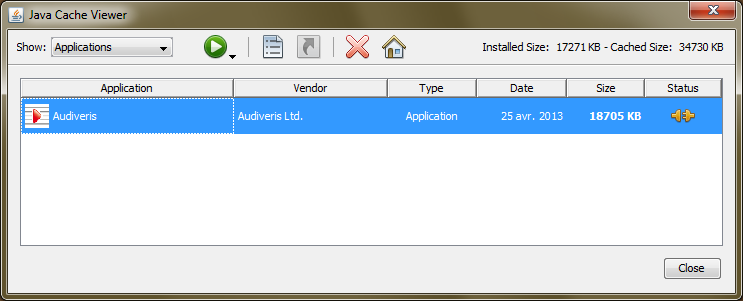 Java Cache Viewer
Show: Applications Installed Size: 17271 KB - Cached Size: 34730 KB
Application Vendor Type Date Size Status
Audiveris Audiveris Ltd. Application 25 avr. 2013 18705 KB
Close